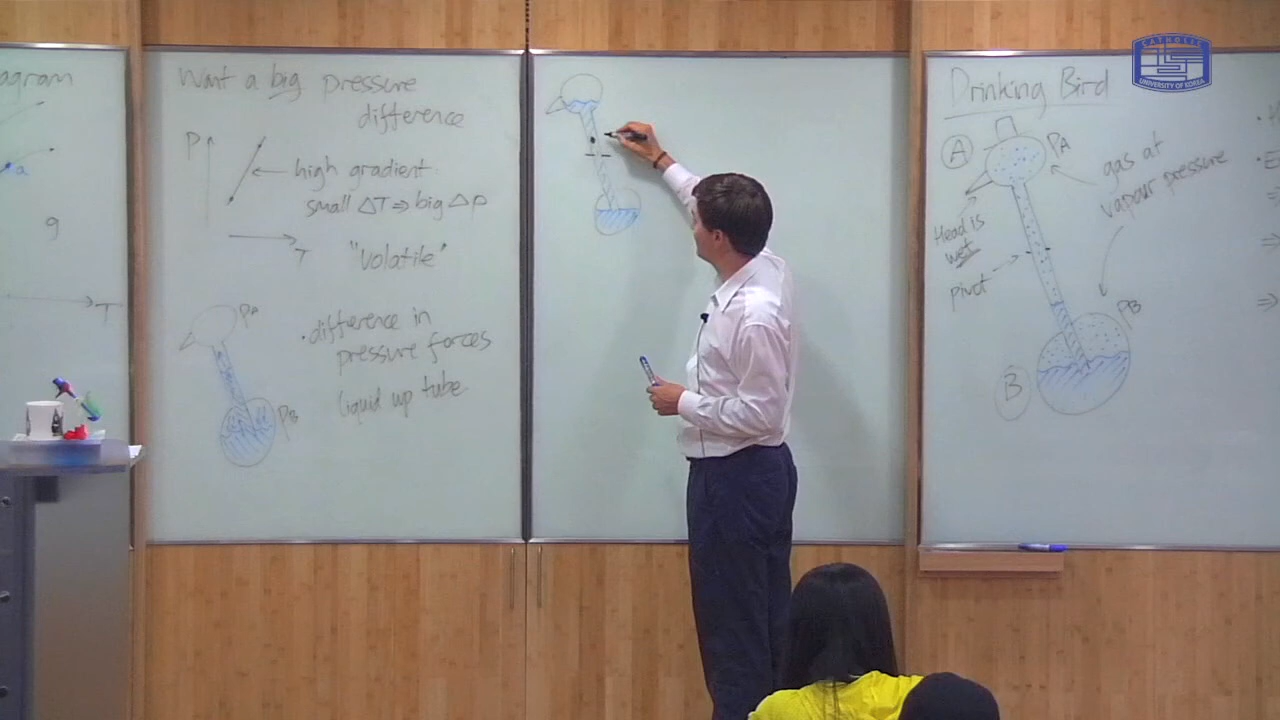 agram
a
g
T
Want a big pressure
difference
P
high gradient
small ΔT ⇒ big Δp
T
"volatile"
PA
• difference in
pressure forces
liquid up tube
PB
Drinking Bird
A
PA
gas at
vapour pressure
Head is
wet
pivot
PB
B
CATHOLIC
UNIVERSITY OF KOREA